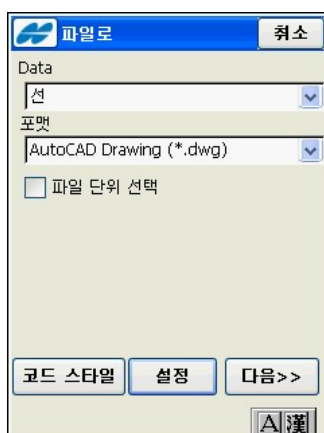 파일로
취소
Data
선
포맷
AutoCAD Drawing (*.dwg)
파일 단위 선택
코드 스타일 설정 다음>>
A 漢